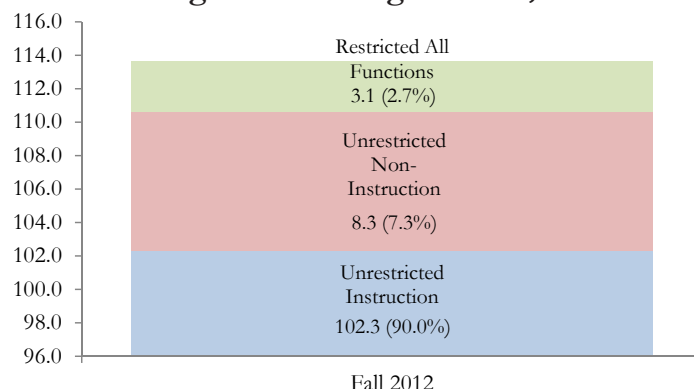 116.0
114.0
112.0
110.0
108.0
106.0
104.0
102.0
100.0
98.0
96.0
Restricted All
Functions
3.1 (2.7%)
Unrestricted
Non-
Instruction
8.3 (7.3%)
Unrestricted
Instruction
102.3 (90.0%)
Fall 2012